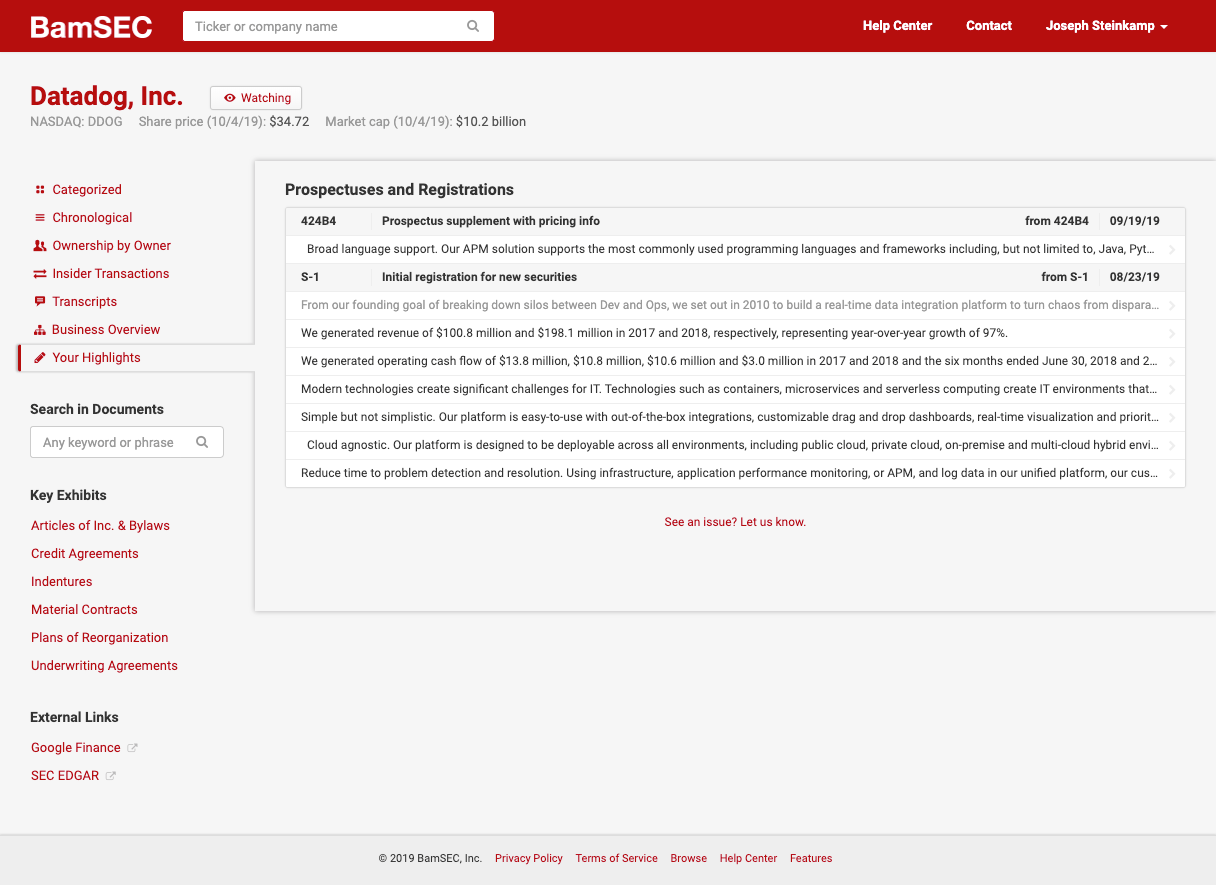 BamSEC
Ticker or company name
Help Center
Contact
Joseph Steinkamp
Datadog, Inc.
Watching
NASDAQ: DDOG Share price (10/4/19): $34.72 Market cap (10/4/19): $10.2 billion
Categorized
Chronological
Ownership by Owner
Insider Transactions
Transcripts
Business Overview
Your Highlights
Search in Documents
Any keyword or phrase
Key Exhibits
Articles of Inc. & Bylaws
Credit Agreements
Indentures
Material Contracts
Plans of Reorganization
Underwriting Agreements
External Links
Google Finance
SEC EDGAR
Prospectuses and Registrations
424B4 Prospectus supplement with pricing info from 424B4 09/19/19
Broad language support. Our APM solution supports the most commonly used programming languages and frameworks including, but not limited to, Java, Pyt...
S-1 Initial registration for new securities from S-1 08/23/19
From our founding goal of breaking down silos between Dev and Ops, we set out in 2010 to build a real-time data integration platform to turn chaos from dispara...
We generated revenue of $100.8 million and $198.1 million in 2017 and 2018, respectively, representing year-over-year growth of 97%.
We generated operating cash flow of $13.8 million, $10.8 million, $10.6 million and $3.0 million in 2017 and 2018 and the six months ended June 30, 2018 and 2...
Modern technologies create significant challenges for IT. Technologies such as containers, microservices and serverless computing create IT environments that...
Simple but not simplistic. Our platform is easy-to-use with out-of-the-box integrations, customizable drag and drop dashboards, real-time visualization and priorit...
Cloud agnostic. Our platform is designed to be deployable across all environments, including public cloud, private cloud, on-premise and multi-cloud hybrid envi...
Reduce time to problem detection and resolution. Using infrastructure, application performance monitoring, or APM, and log data in our unified platform, our cus...
See an issue? Let us know.
© 2019 BamSEC, Inc. Privacy Policy Terms of Service Browse Help Center Features